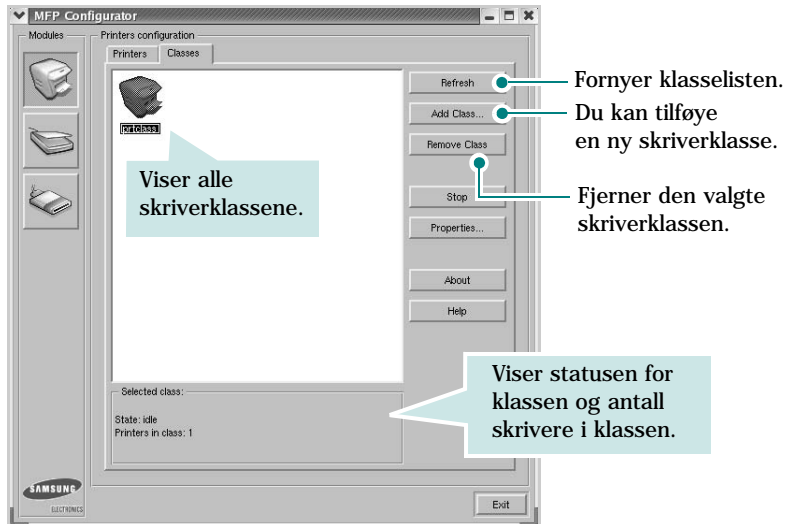 MFP Configurator
Modules
Printers configuration
Printers
Classes
prtclass
Refresh
Add Class...
Remove Class
Stop
Properties...
About
Help
Selected class:
State: idle
Printers in class: 1
SAMSUNG
ELECTRONICS
Exit
Fornyer klasselisten.
Du kan tilføye
en ny skriverklasse.
Fjerner den valgte
skriverklassen.
Viser alle
skriverklassene.
Viser statusen for
klassen og antall
skrivere i klassen.